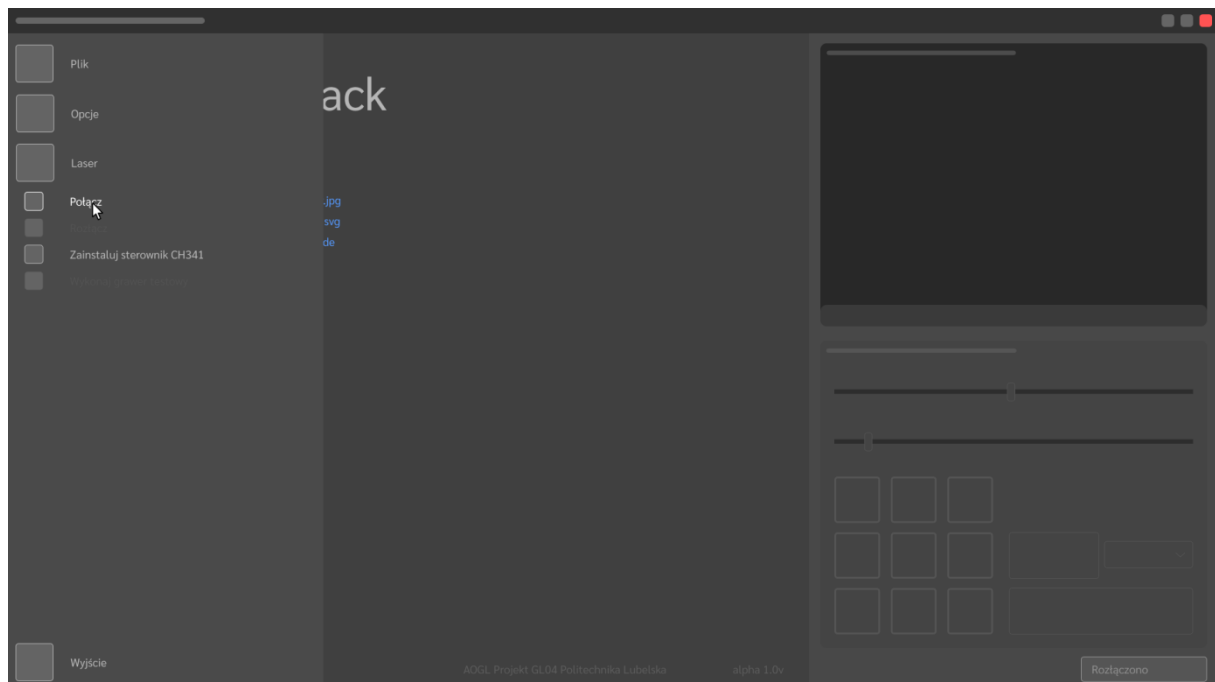 Plik
ack
Opcje
Laser
Połącz
.jpg
svg
de
Zainstaluj sterownik CH341
Wyjście
AOGL Projekt GL04 Politechnika Lubelska
alpha 1.0v
Rozłączono